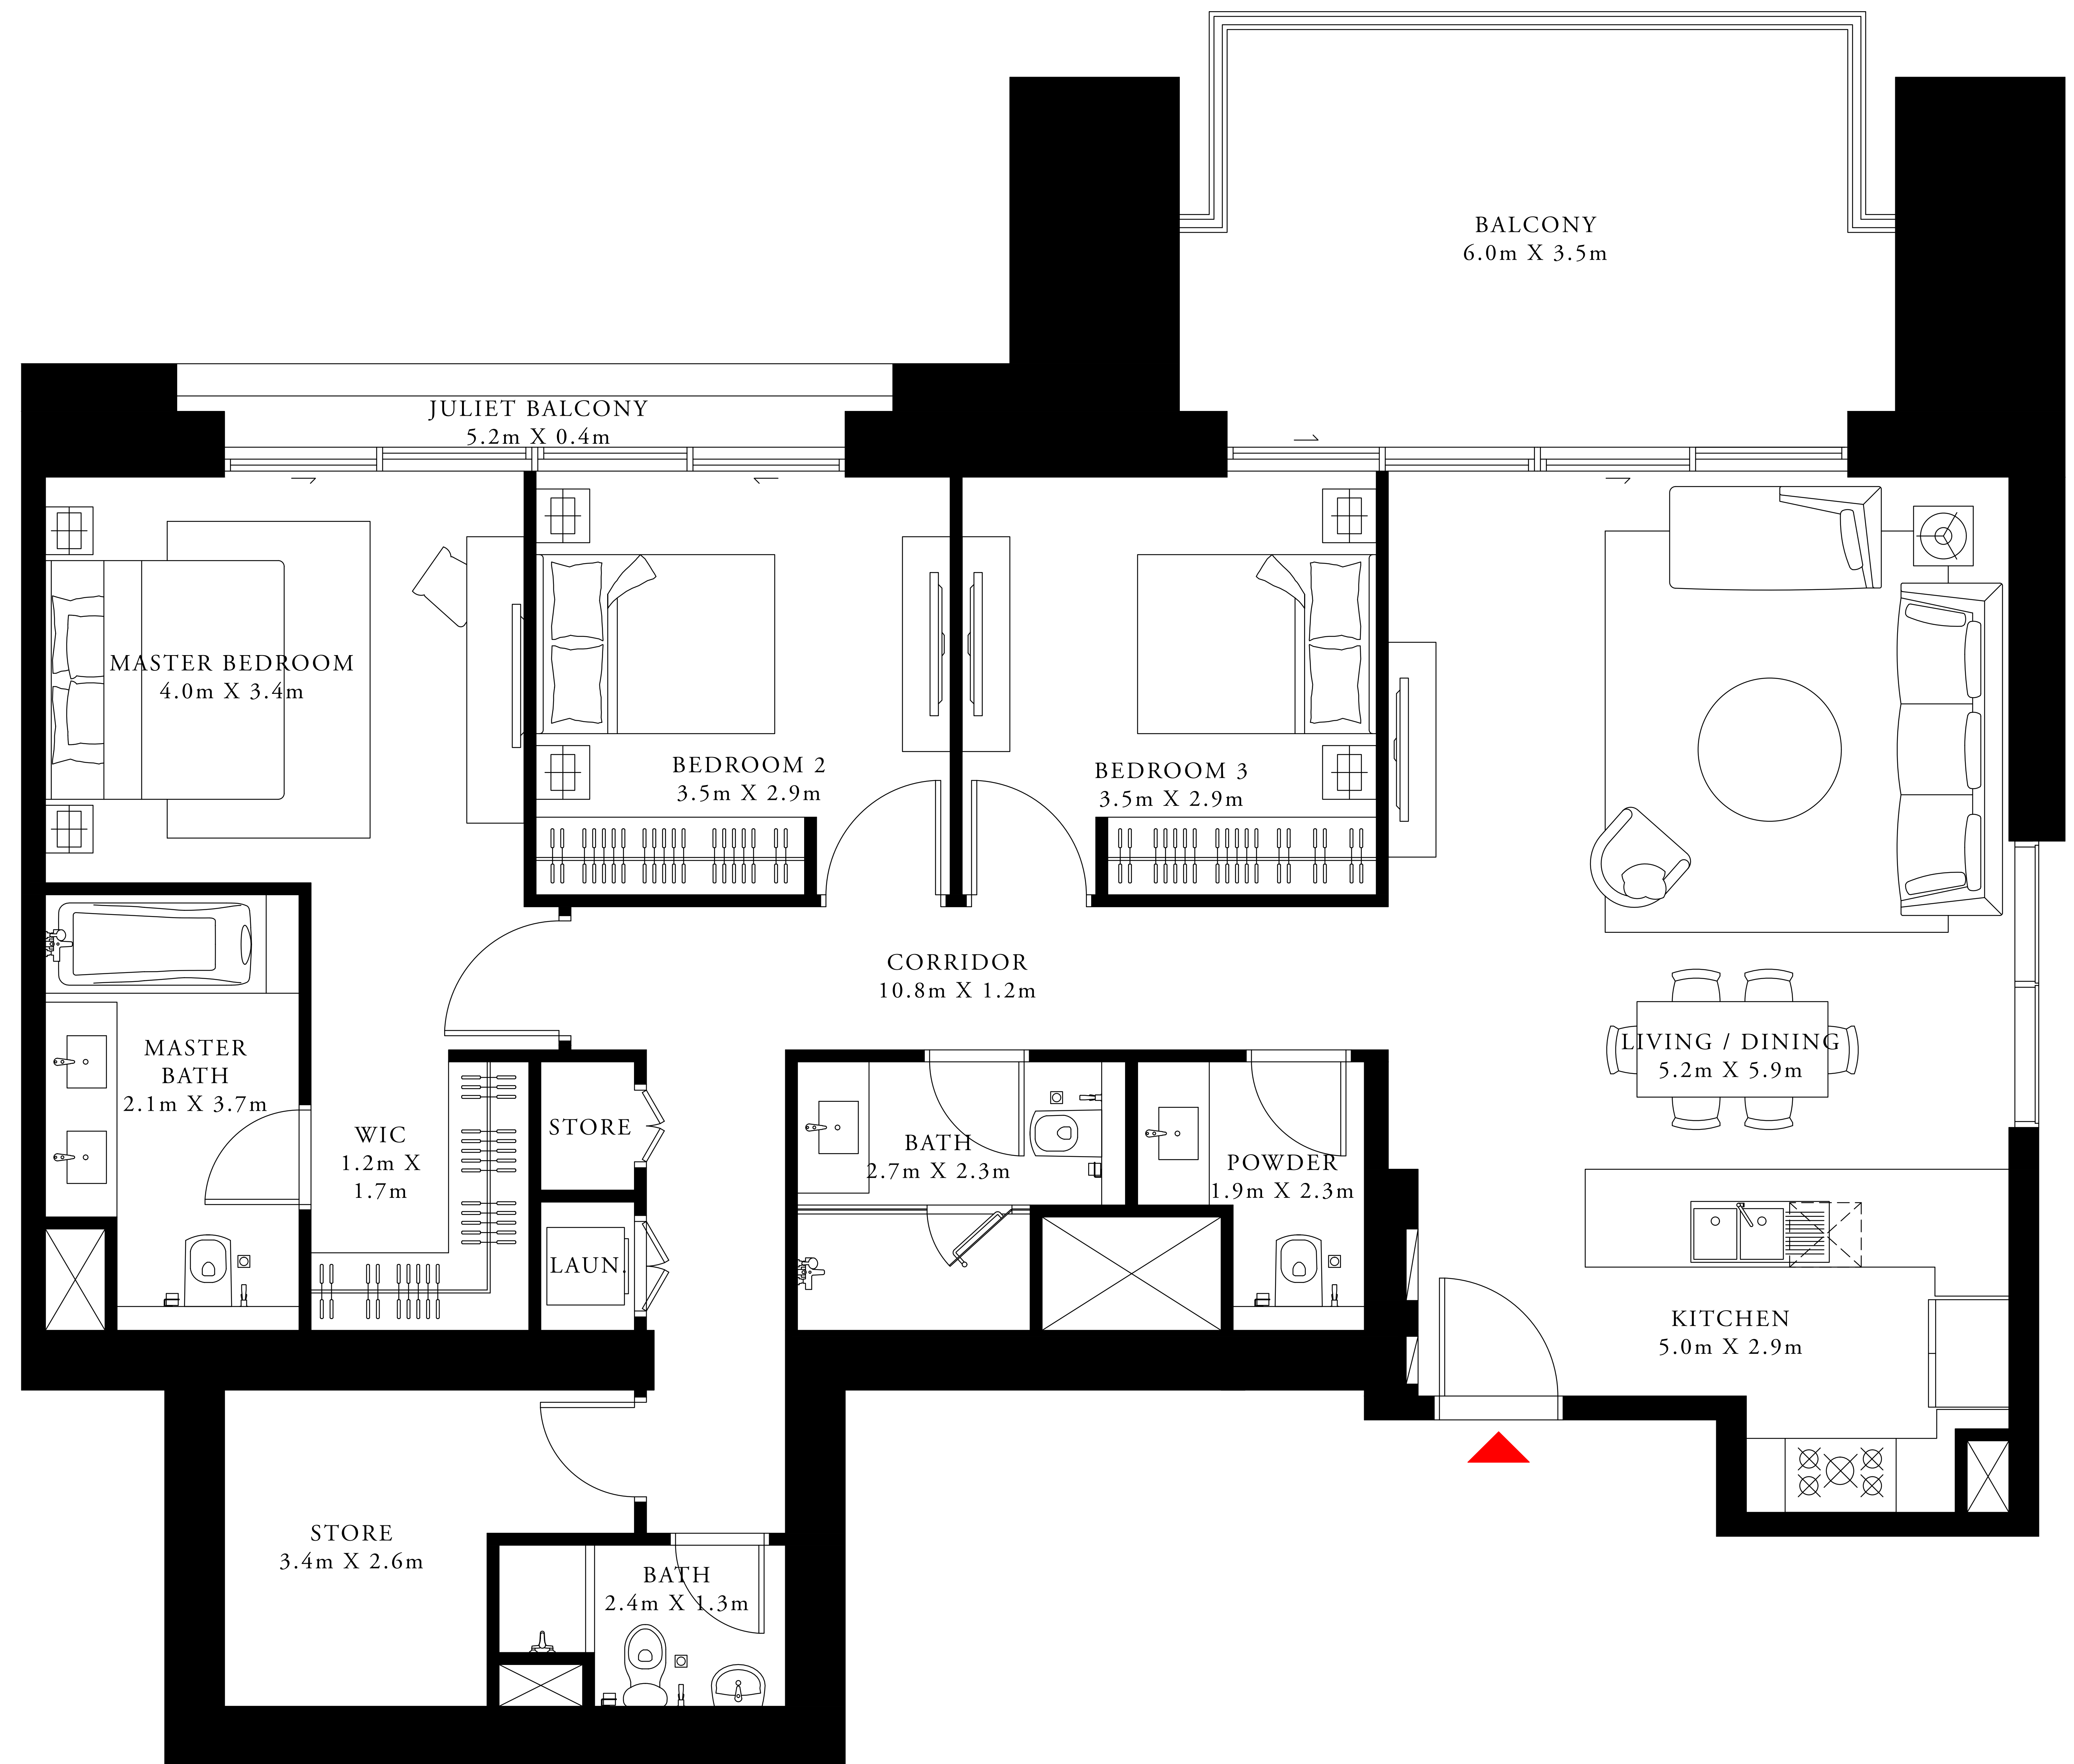 BALCONY
6.0m X 3.5m
JULIET BALCONY
5.2m X 0.4m
MASTER BEDROOM
4.0m X 3.4m
BEDROOM 2
3.5m X 2.9m
BEDROOM 3
3.5m X 2.9m
CORRIDOR
10.8m X 1.2m
LIVING / DINING
5.2m X 5.9m
MASTER
BATH
2.1m X 3.7m
WIC
1.2m X
1.7m
STORE
LAUN.
BATH
2.7m X 2.3m
POWDER
1.9m X 2.3m
KITCHEN
5.0m X 2.9m
STORE
3.4m X 2.6m
BATH
2.4m X 1.3m